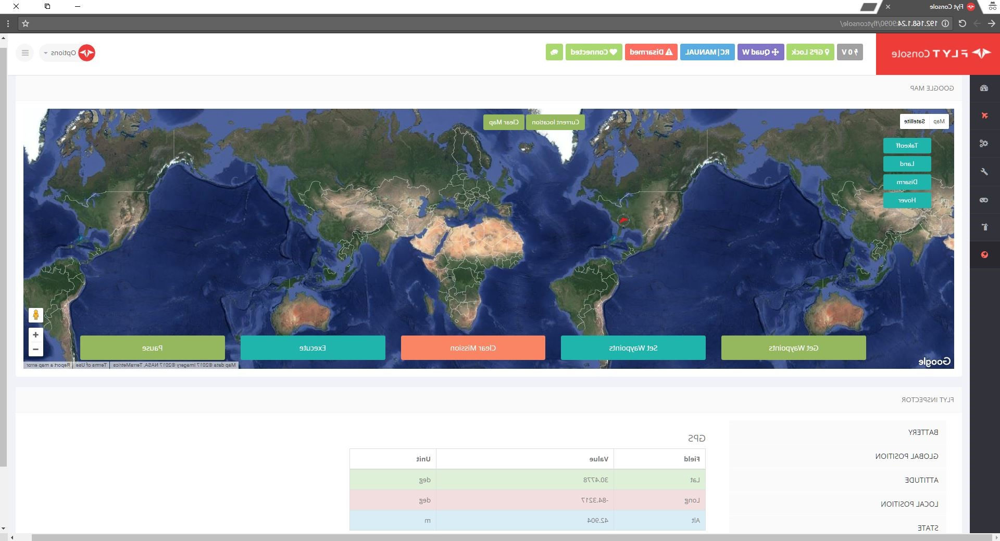 Flyt Console
192.168.1.24:9090/flytconsole/
FLYT Console
0 V
GPS Lock
Quad W
RC|MANUAL
Disarmed
Connected
Options
GOOGLE MAP
Map
Satellite
Current location
Clear Map
Takeoff
Land
Disarm
Hover
Get Waypoints
Set Waypoints
Clear Mission
Execute
Pause
Google
Map data ©2017 Imagery ©2017 NASA, TerraMetrics
Terms of Use
Report a map error
FLYT INSPECTOR
BATTERY
GLOBAL POSITION
ATTITUDE
LOCAL POSITION
STATE
GPS
Field Value Unit
Lat 30.4778 deg
Long -84.3217 deg
Alt 42.904 m